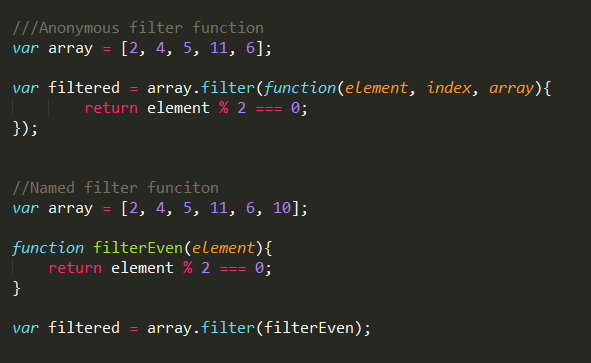 ///Anonymous filter function
var array = [2, 4, 5, 11, 6];
var filtered = array.filter(function(element, index, array){
return element % 2 === 0;
});
//Named filter funciton
var array = [2, 4, 5, 11, 6, 10];
function filterEven(element){
return element % 2 === 0;
}
var filtered = array.filter(filterEven);